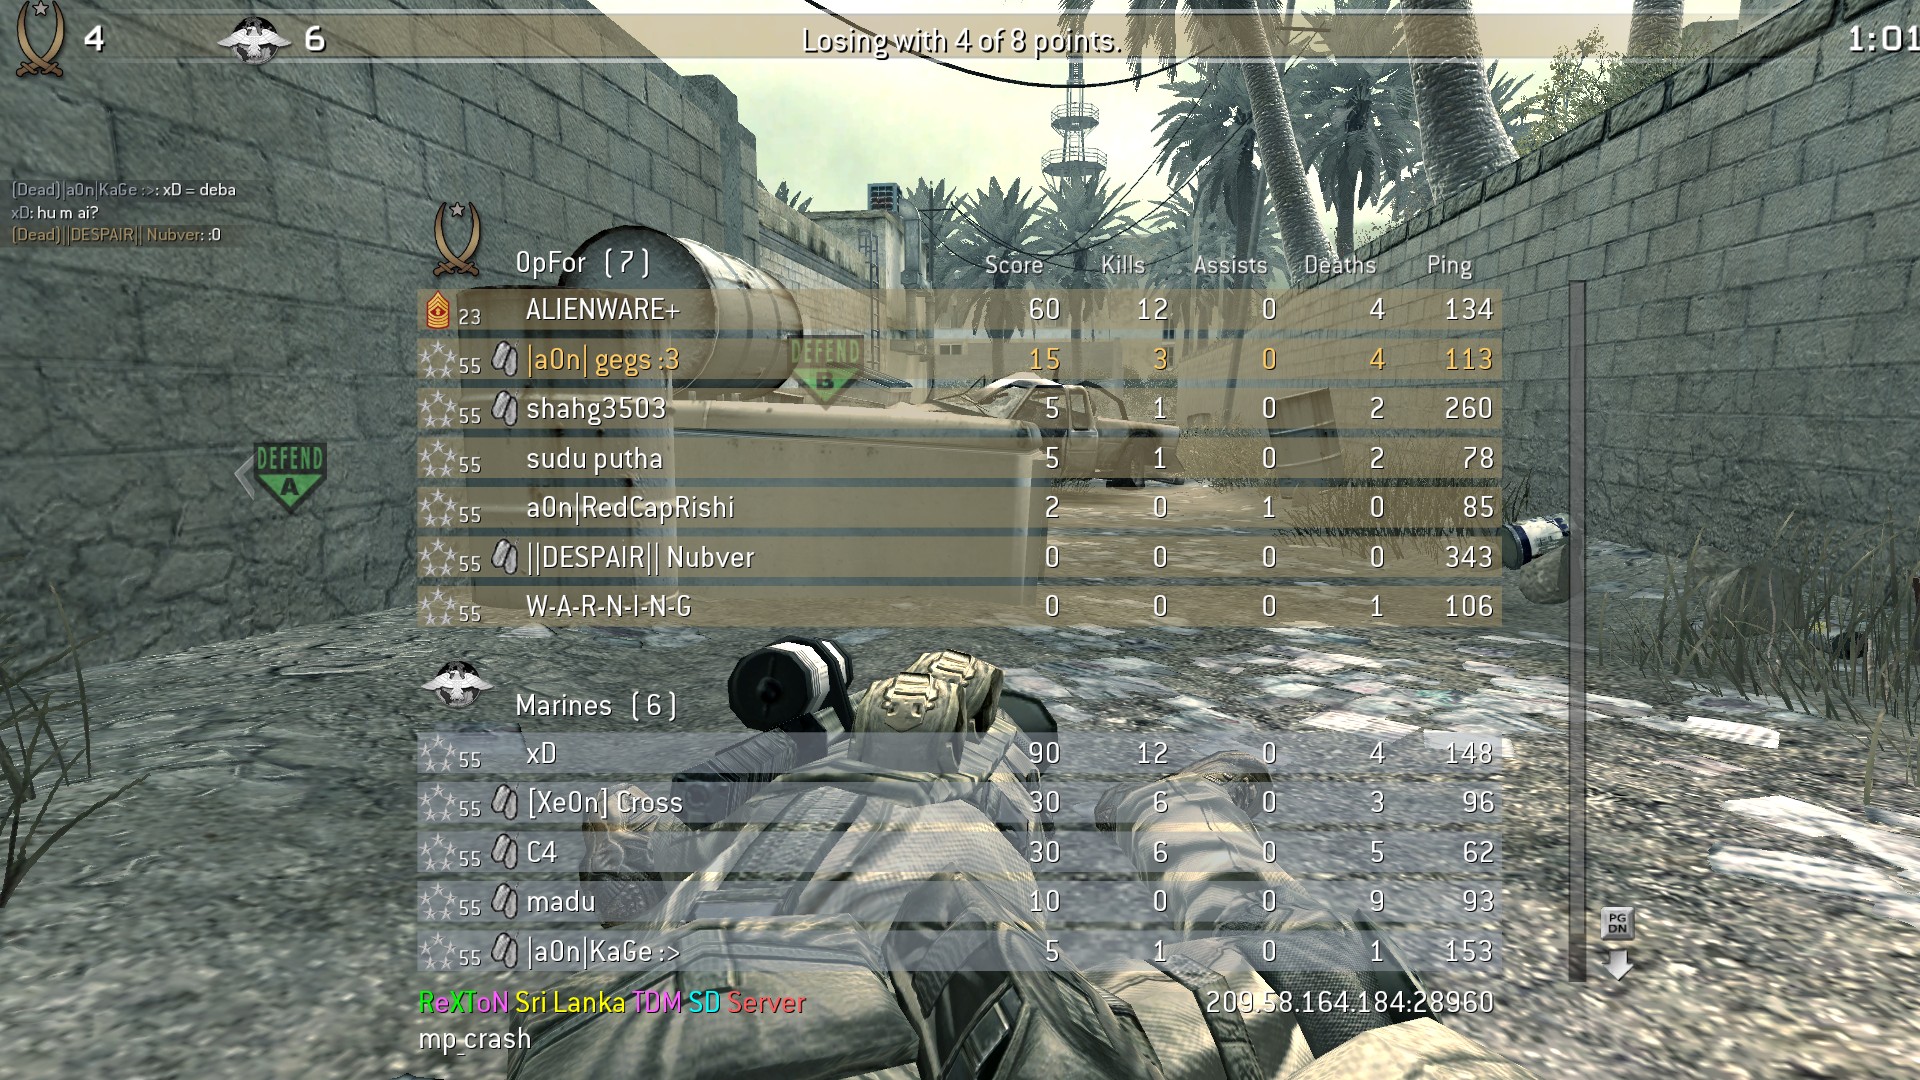 4 6 Losing with 4 of 8 points. 1:01
(Dead)|a0n|KaGe :>: xD = deba
xD: hu m ai?
(Dead)||DESPAIR|| Nubver: :0
OpFor (7) Score Kills Assists Deaths Ping
23 ALIENWARE+ 60 12 0 4 134
55 |a0n| gegs :3 15 3 0 4 113
DEFEND
B
55 shahg3503 5 1 0 2 260
55 sudu putha 5 1 0 2 78
DEFEND
A
55 a0n|RedCapRishi 2 0 1 0 85
55 ||DESPAIR|| Nubver 0 0 0 0 343
55 W-A-R-N-I-N-G 0 0 0 1 106
Marines (6)
55 xD 90 12 0 4 148
55 [Xe0n] Cross 30 6 0 3 96
55 C4 30 6 0 5 62
55 madu 10 0 0 9 93
PG
DN
55 |a0n|KaGe :> 5 1 0 1 153
ReXToN Sri Lanka TDM SD Server 209.58.164.184:28960
mp_crash